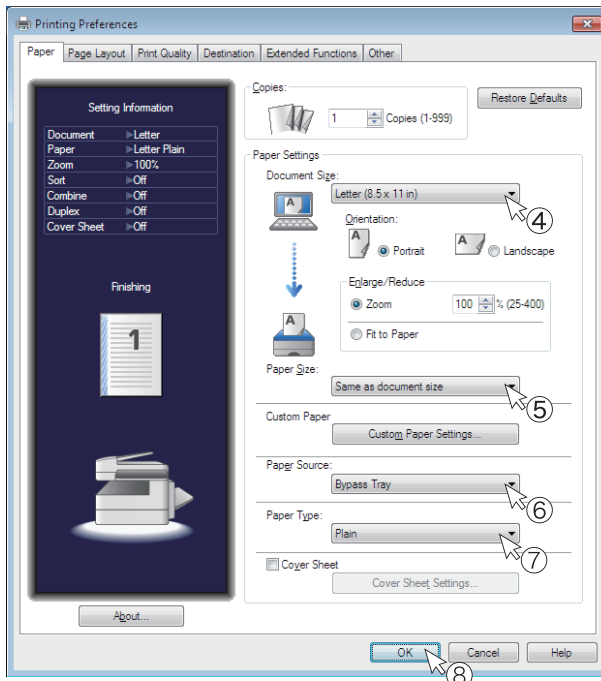 Printing Preferences
Paper Page Layout Print Quality Destination Extended Functions Other
Setting Information
Document Letter
Paper Letter Plain
Zoom 100%
Sort Off
Combine Off
Duplex Off
Cover Sheet Off
Finishing
1
About...
Copies:
1 Copies (1-999)
Restore Defaults
Paper Settings
Document Size:
Letter (8.5 x 11 in)
④
A
Orientation:
A Portrait A Landscape
Enlarge/Reduce
Zoom 100 % (25-400)
Fit to Paper
A
Paper Size:
Same as document size
⑤
Custom Paper
Custom Paper Settings...
Paper Source:
Bypass Tray
⑥
Paper Type:
Plain
⑦
Cover Sheet
Cover Sheet Settings...
OK Cancel Help
⑧